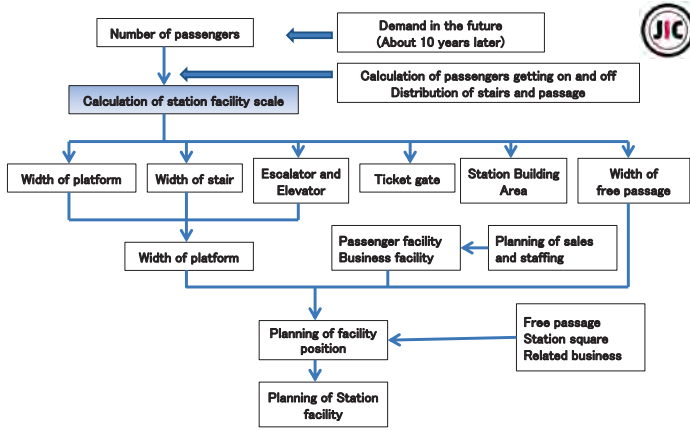 Number of passengers
Demand in the future
(About 10 years later)
JIC
Calculation of passengers getting on and off
Distribution of stairs and passage
Calculation of station facility scale
Width of platform
Width of stair
Escalator and
Elevator
Ticket gate
Station Building
Area
Width of
free passage
Width of platform
Passenger facility
Business facility
Planning of sales
and staffing
Planning of facility
position
Free passage
Station square
Related business
Planning of Station
facility